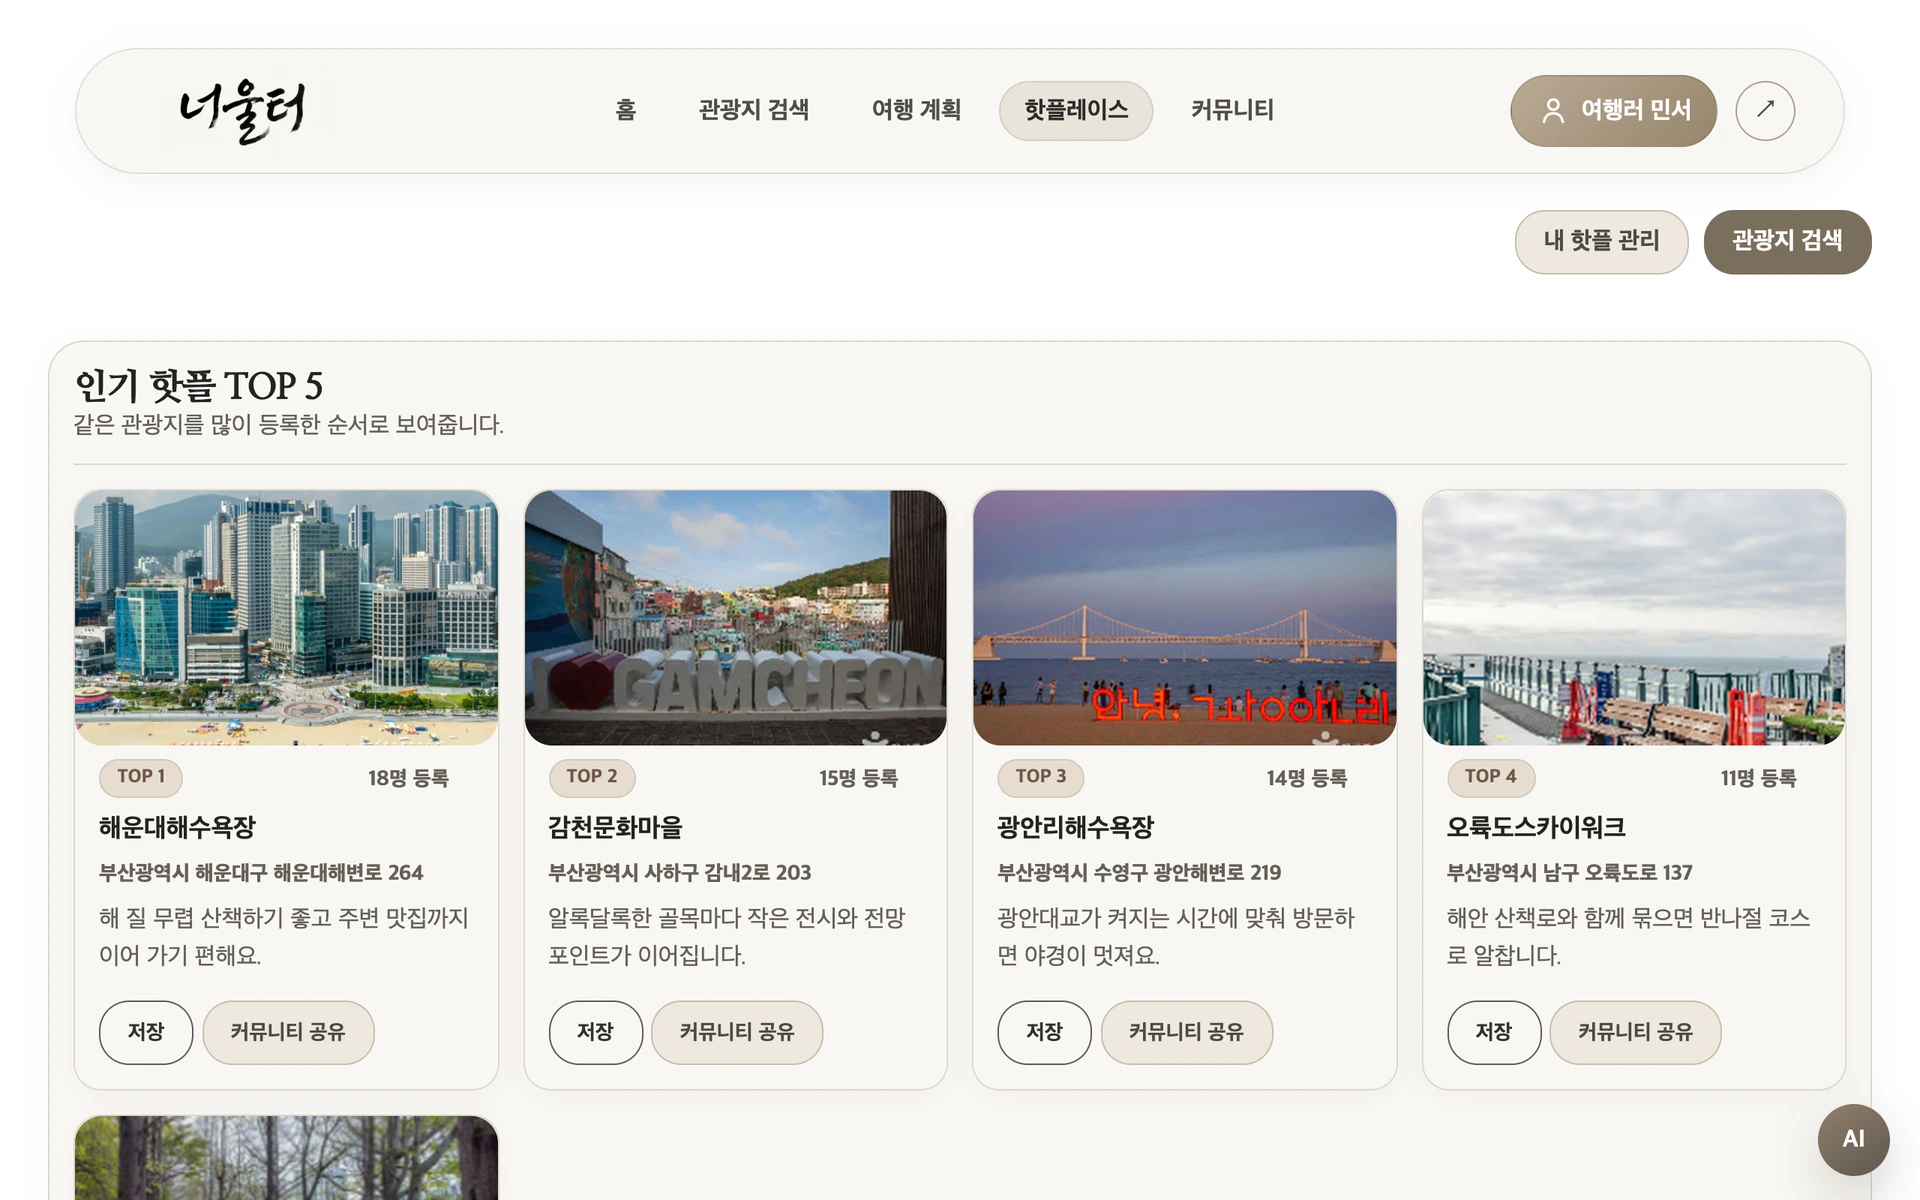 너울터
홈
관광지 검색
여행 계획
핫플레이스
커뮤니티
여행러 민서
내 핫플 관리
관광지 검색
인기 핫플 TOP 5
같은 관광지를 많이 등록한 순서로 보여줍니다.
I GAMCHEON
안녕, 광안리
TOP 1
18명 등록
해운대해수욕장
부산광역시 해운대구 해운대해변로 264
해 질 무렵 산책하기 좋고 주변 맛집까지
이어 가기 편해요.
저장
커뮤니티 공유
TOP 2
15명 등록
감천문화마을
부산광역시 사하구 감내2로 203
알록달록한 골목마다 작은 전시와 전망
포인트가 이어집니다.
저장
커뮤니티 공유
TOP 3
14명 등록
광안리해수욕장
부산광역시 수영구 광안해변로 219
광안대교가 켜지는 시간에 맞춰 방문하
면 야경이 멋져요.
저장
커뮤니티 공유
TOP 4
11명 등록
오륙도스카이워크
부산광역시 남구 오륙도로 137
해안 산책로와 함께 묶으면 반나절 코스
로 알찹니다.
저장
커뮤니티 공유
AI